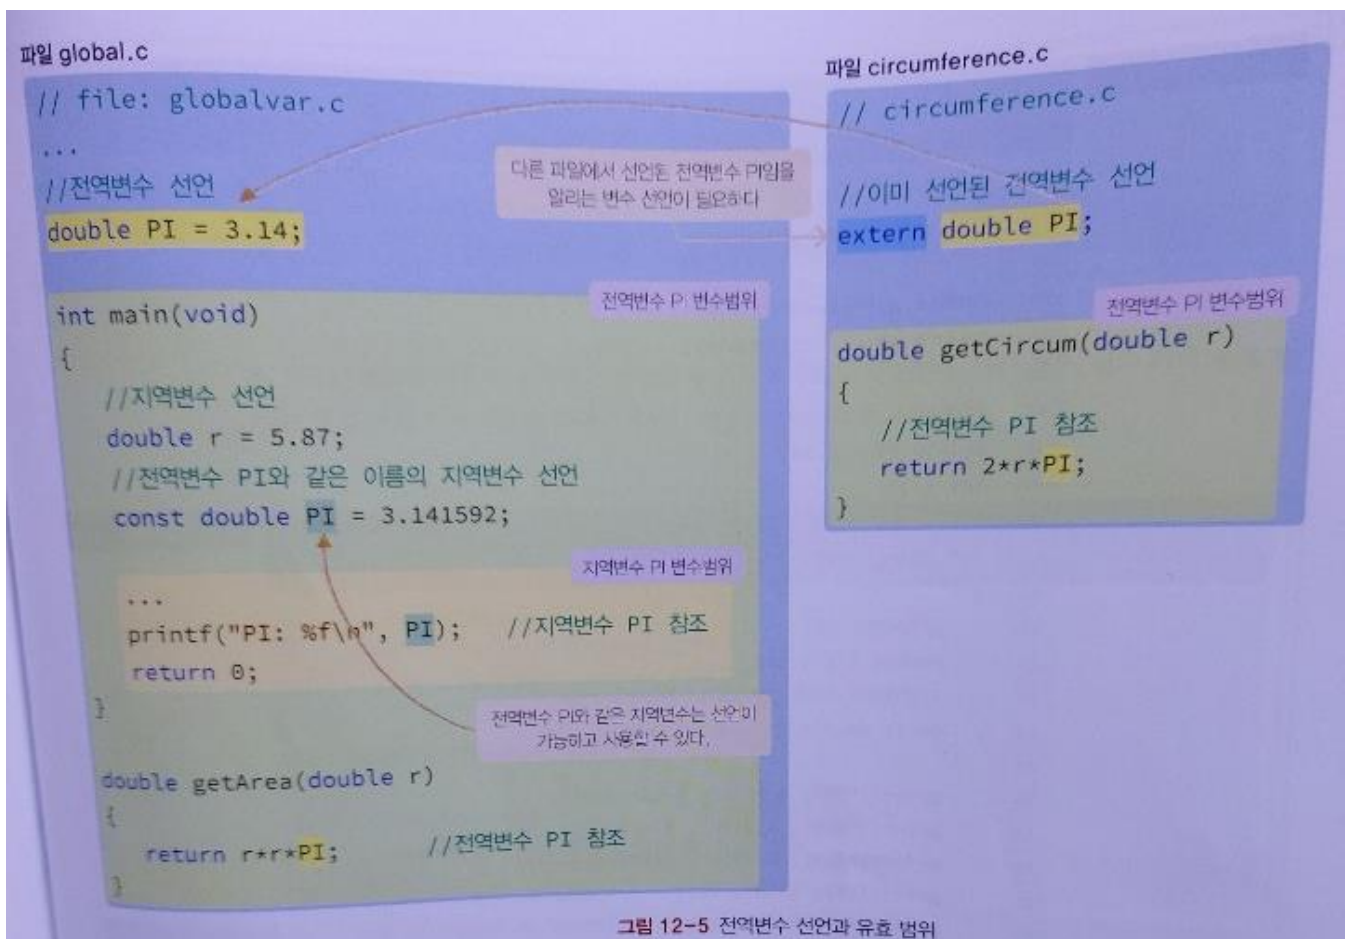 파일 global.c
// file: globalvar.c
...
//전역변수 선언
double PI = 3.14;
다른 파일에서 선언된 전역변수 PI임을
알리는 변수 선언이 필요하다
전역변수 PI 변수범위
int main(void)
{
//지역변수 선언
double r = 5.87;
//전역변수 PI와 같은 이름의 지역변수 선언
const double PI = 3.141592;
지역변수 PI 변수범위
...
printf("PI: %f\n", PI); //지역변수 PI 참조
return 0;
}
전역변수 PI와 같은 지역변수는 선언이
가능하고 사용할 수 있다.
double getArea(double r)
{
return r*r*PI; //전역변수 PI 참조
}
파일 circumference.c
// circumference.c
//이미 선언된 전역변수 선언
extern double PI;
전역변수 PI 변수범위
double getCircum(double r)
{
//전역변수 PI 참조
return 2*r*PI;
}
그림 12-5 전역변수 선언과 유효 범위